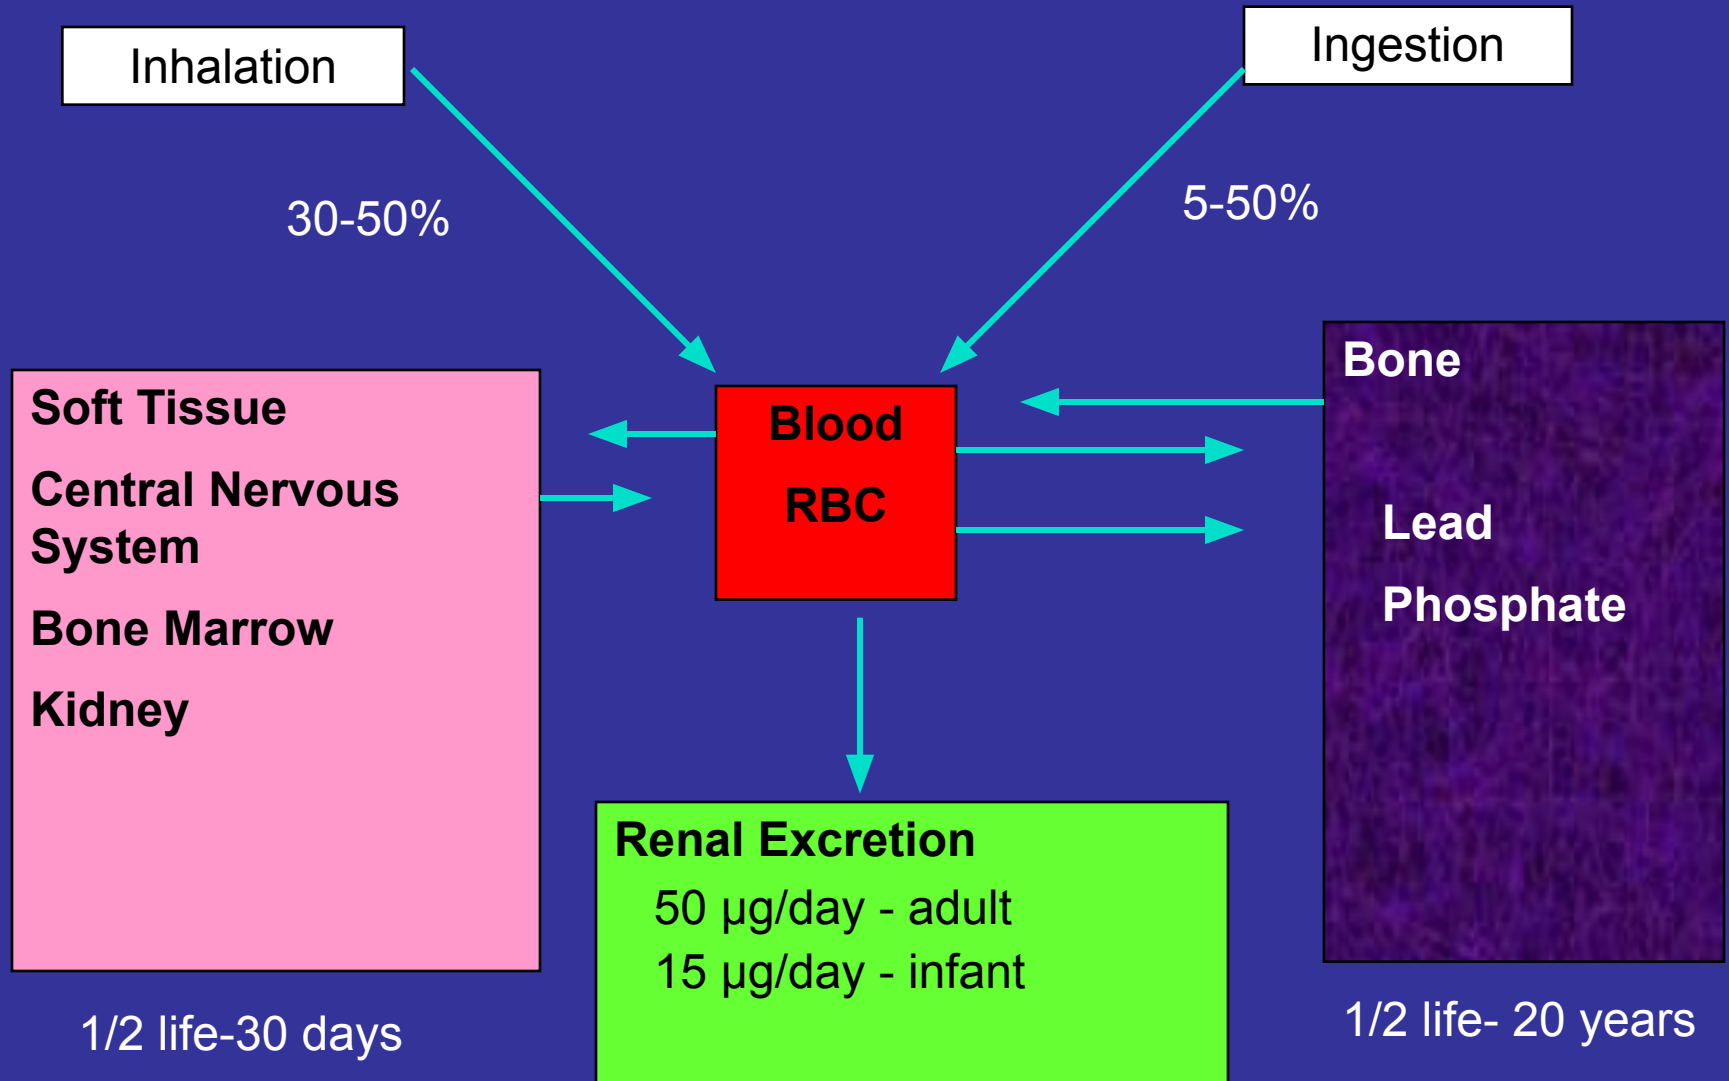 Inhalation
Ingestion
30-50%
5-50%
Soft Tissue
Central Nervous
System
Bone Marrow
Kidney
1/2 life-30 days
Blood
RBC
Renal Excretion
50 µg/day - adult
15 µg/day - infant
Bone
Lead
Phosphate
1/2 life- 20 years